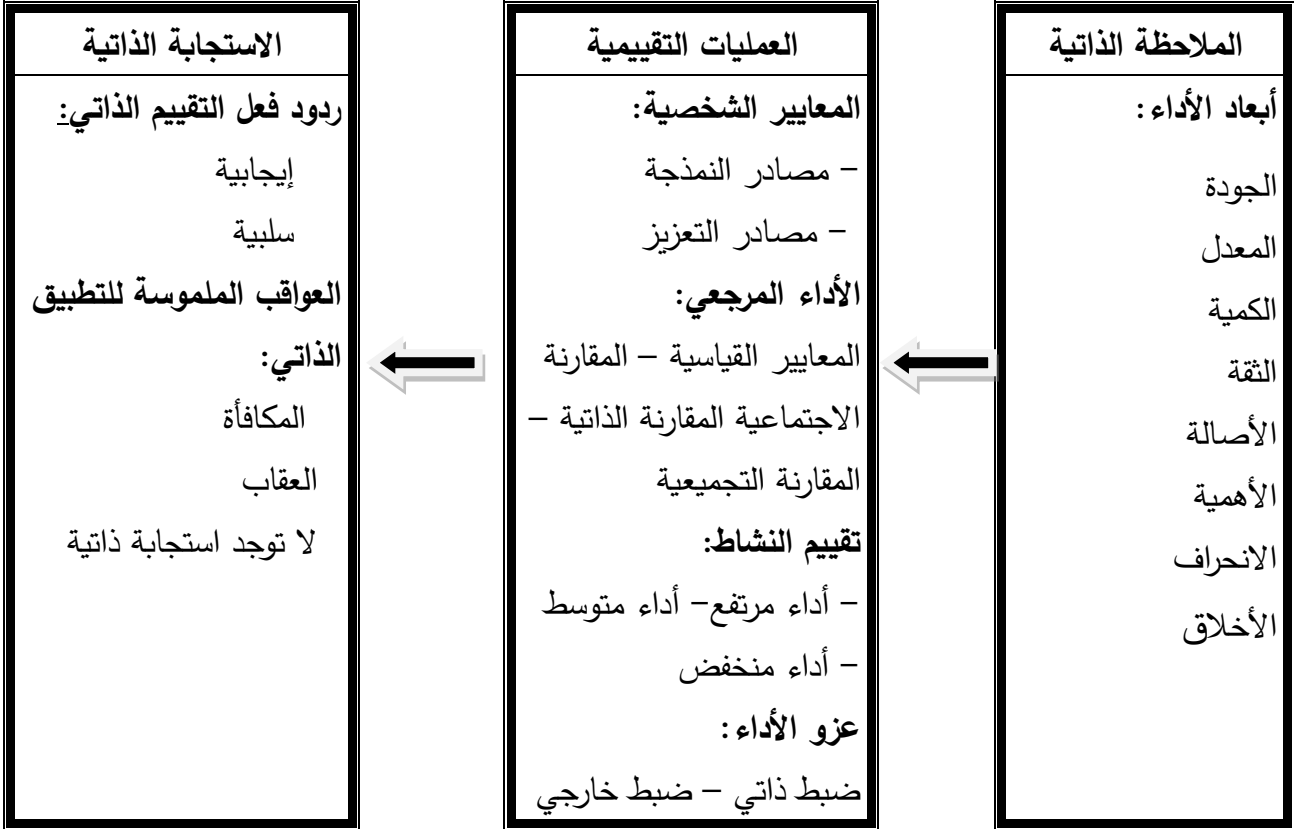 الملاحظة الذاتية
أبعاد الأداء:
الجودة
المعدل
الكمية
الثقة
الأصالة
الأهمية
الانحراف
الأخلاق
العمليات التقييمية
المعايير الشخصية:
– مصادر النمذجة
– مصادر التعزيز
الأداء المرجعي:
المعايير القياسية – المقارنة
الاجتماعية المقارنة الذاتية –
المقارنة التجميعية
تقييم النشاط:
– أداء مرتفع– أداء متوسط
– أداء منخفض
عزو الأداء:
ضبط ذاتي – ضبط خارجي
الاستجابة الذاتية
ردود فعل التقييم الذاتي:
إيجابية
سلبية
العواقب الملموسة للتطبيق
الذاتي:
المكافأة
العقاب
لا توجد استجابة ذاتية